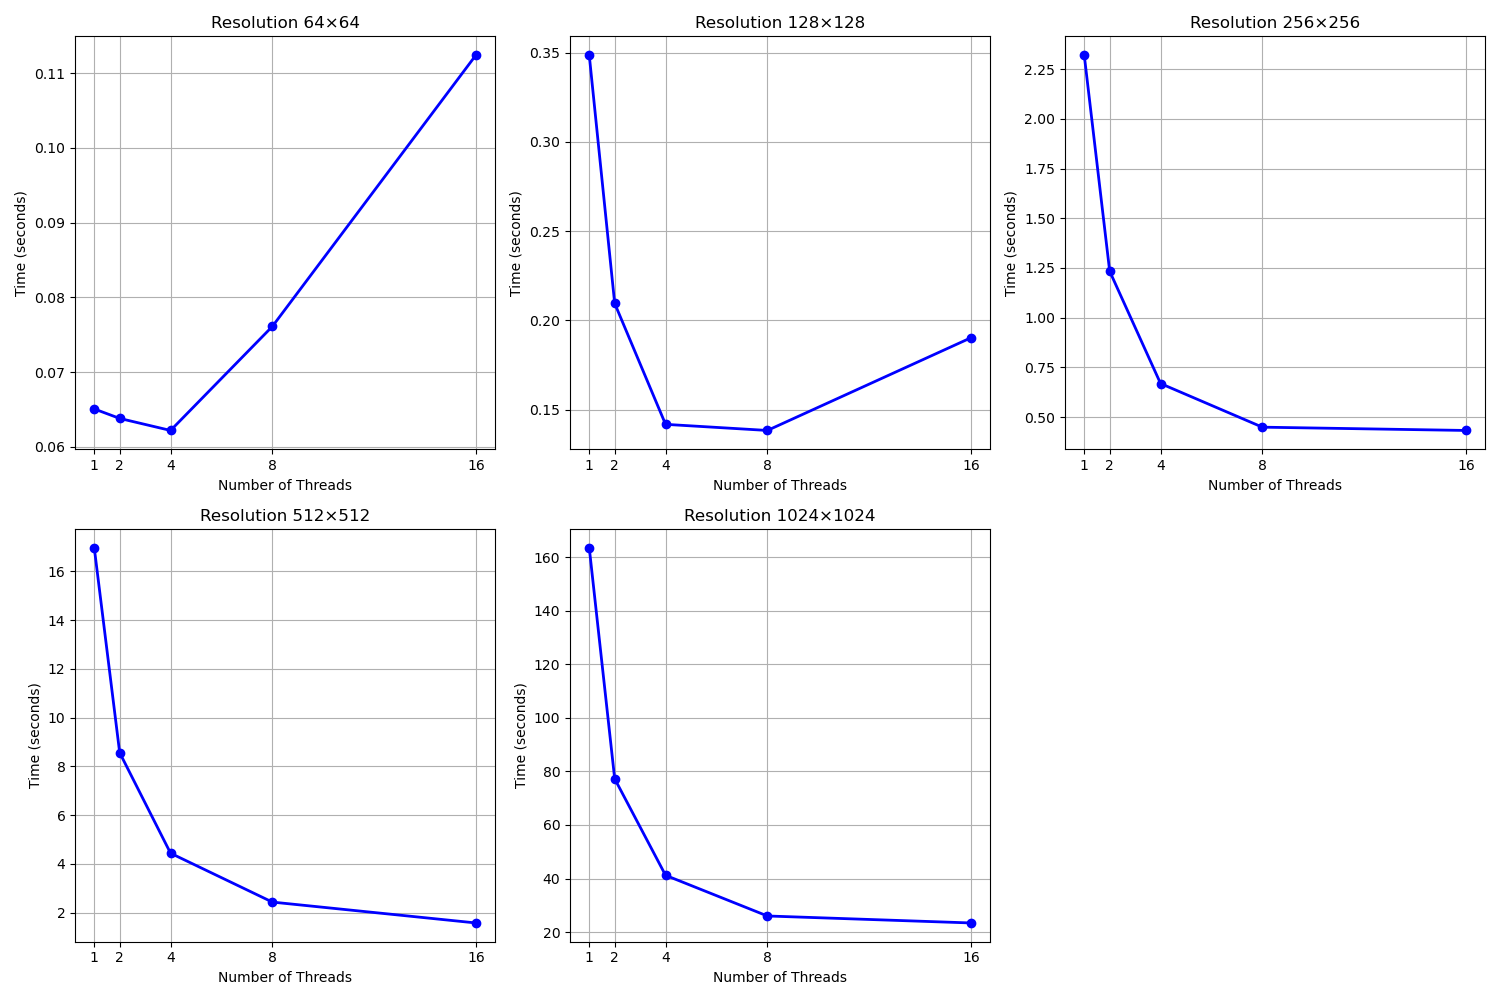 Resolution 64×64
0.11
0.10
0.09
0.08
0.07
0.06
Time (seconds)
1 2 4 8 16
Number of Threads
Resolution 128×128
0.35
0.30
0.25
0.20
0.15
Time (seconds)
1 2 4 8 16
Number of Threads
Resolution 256×256
2.25
2.00
1.75
1.50
1.25
1.00
0.75
0.50
Time (seconds)
1 2 4 8 16
Number of Threads
Resolution 512×512
16
14
12
10
8
6
4
2
Time (seconds)
1 2 4 8 16
Number of Threads
Resolution 1024×1024
160
140
120
100
80
60
40
20
Time (seconds)
1 2 4 8 16
Number of Threads